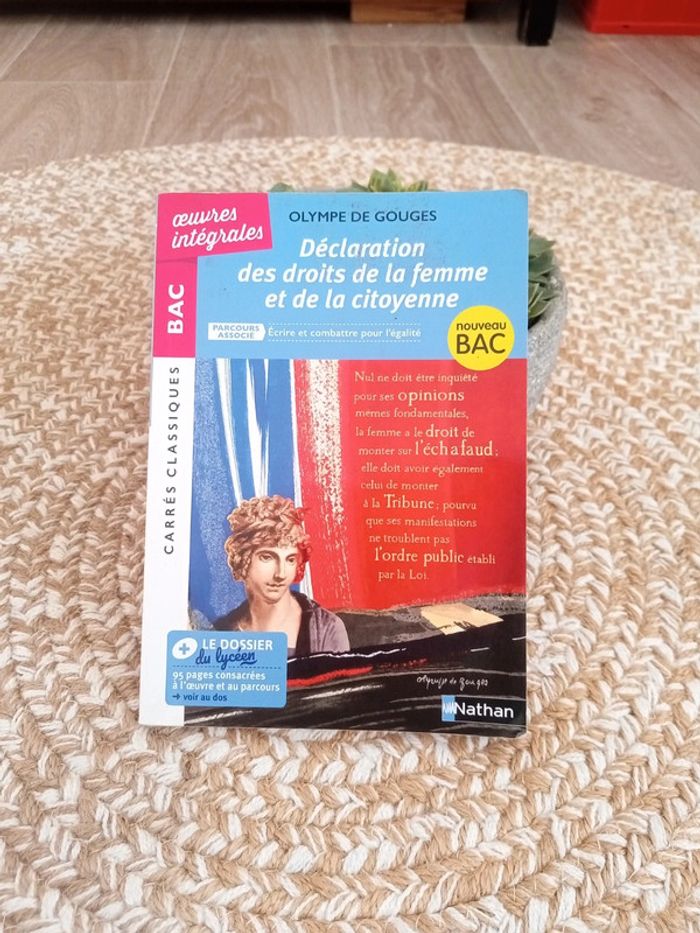 œuvres
intégrales
BAC
CARRÉS CLASSIQUES
OLYMPE DE GOUGES
Déclaration
des droits de la femme
et de la citoyenne
PARCOURS
ASSOCIÉ
Écrire et combattre pour l'égalité
nouveau
BAC
Nul ne doit être inquiété
pour ses opinions
mêmes fondamentales,
la femme a le droit de
monter sur l'échafaud ;
elle doit avoir également
celui de monter
à la Tribune ; pourvu
que ses manifestations
ne troublent pas
l'ordre public établi
par la Loi.
+ LE DOSSIER
du lycéen
95 pages consacrées
à l'œuvre et au parcours
→ voir au dos
Olympe de Gouges
Nathan